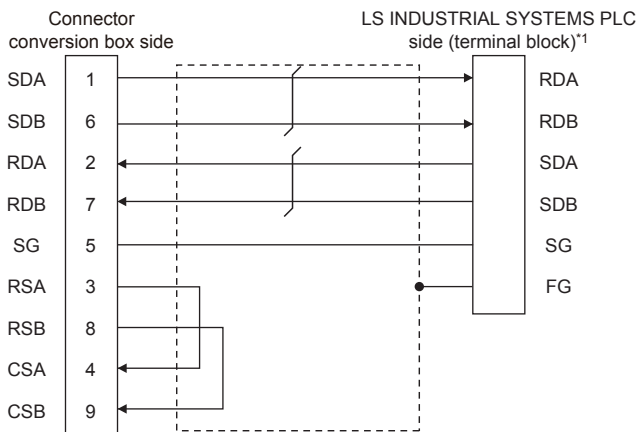 Connector
conversion box side
LS INDUSTRIAL SYSTEMS PLC
side (terminal block)*1
SDA 1 RDA
SDB 6 RDB
RDA 2 SDA
RDB 7 SDB
SG 5 SG
RSA 3 FG
RSB 8
CSA 4
CSB 9